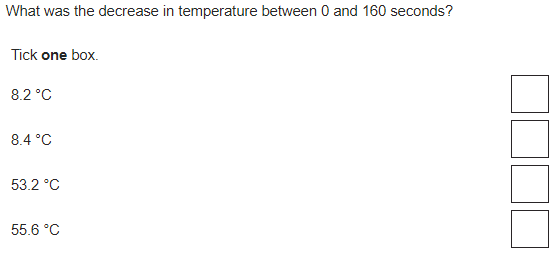 What was the decrease in temperature between 0 and 160 seconds?
Tick one box.
8.2 °C
8.4 °C
53.2 °C
55.6 °C